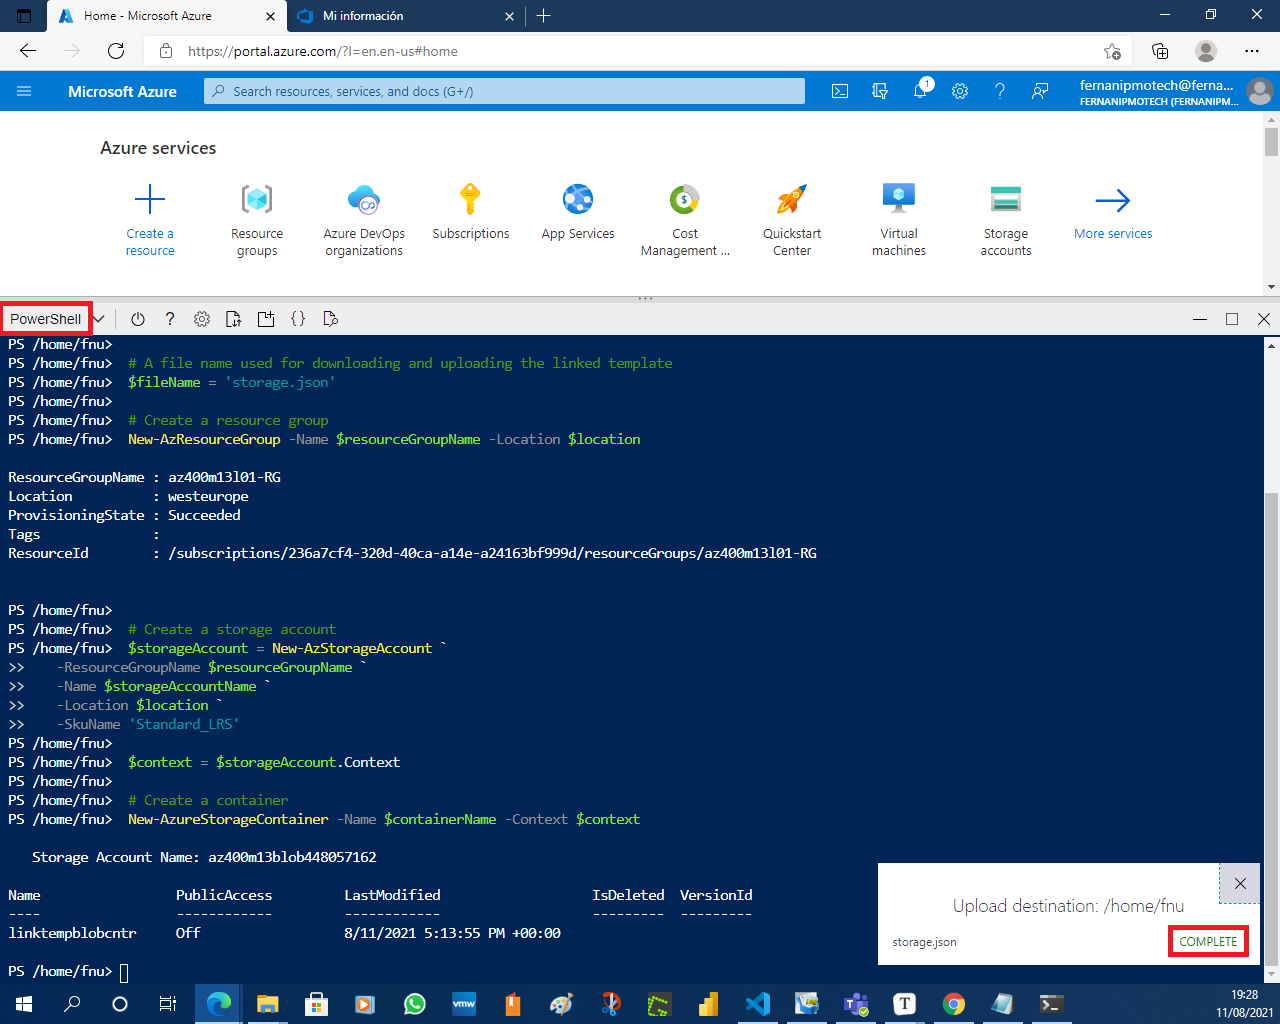 Home - Microsoft Azure
Mi información
https://portal.azure.com/?l=en.en-us#home
Microsoft Azure
Search resources, services, and docs (G+/)
1
fernanipmotech@ferna...
FERNANIPMOTECH (FERNANIPM...
Azure services
Create a resource
Resource groups
Azure DevOps organizations
Subscriptions
App Services
Cost Management ...
Quickstart Center
Virtual machines
Storage accounts
More services
PowerShell
PS /home/fnu>
PS /home/fnu> # A file name used for downloading and uploading the linked template
PS /home/fnu> $fileName = 'storage.json'
PS /home/fnu>
PS /home/fnu> # Create a resource group
PS /home/fnu> New-AzResourceGroup -Name $resourceGroupName -Location $location
ResourceGroupName : az400m13l01-RG
Location : westeurope
ProvisioningState : Succeeded
Tags :
ResourceId : /subscriptions/236a7cf4-320d-40ca-a14e-a24163bf999d/resourceGroups/az400m13l01-RG
PS /home/fnu>
PS /home/fnu> # Create a storage account
PS /home/fnu> $storageAccount = New-AzStorageAccount `
>> -ResourceGroupName $resourceGroupName `
>> -Name $storageAccountName `
>> -Location $location `
>> -SkuName 'Standard_LRS'
PS /home/fnu>
PS /home/fnu> $context = $storageAccount.Context
PS /home/fnu>
PS /home/fnu> # Create a container
PS /home/fnu> New-AzureStorageContainer -Name $containerName -Context $context
Storage Account Name: az400m13blob448057162
Name PublicAccess LastModified IsDeleted VersionId
---- ------------ ------------ --------- ---------
linktempblobcntr Off 8/11/2021 5:13:55 PM +00:00
PS /home/fnu>
Upload destination: /home/fnu
storage.json COMPLETE
vmw
T
19:28
11/08/2021